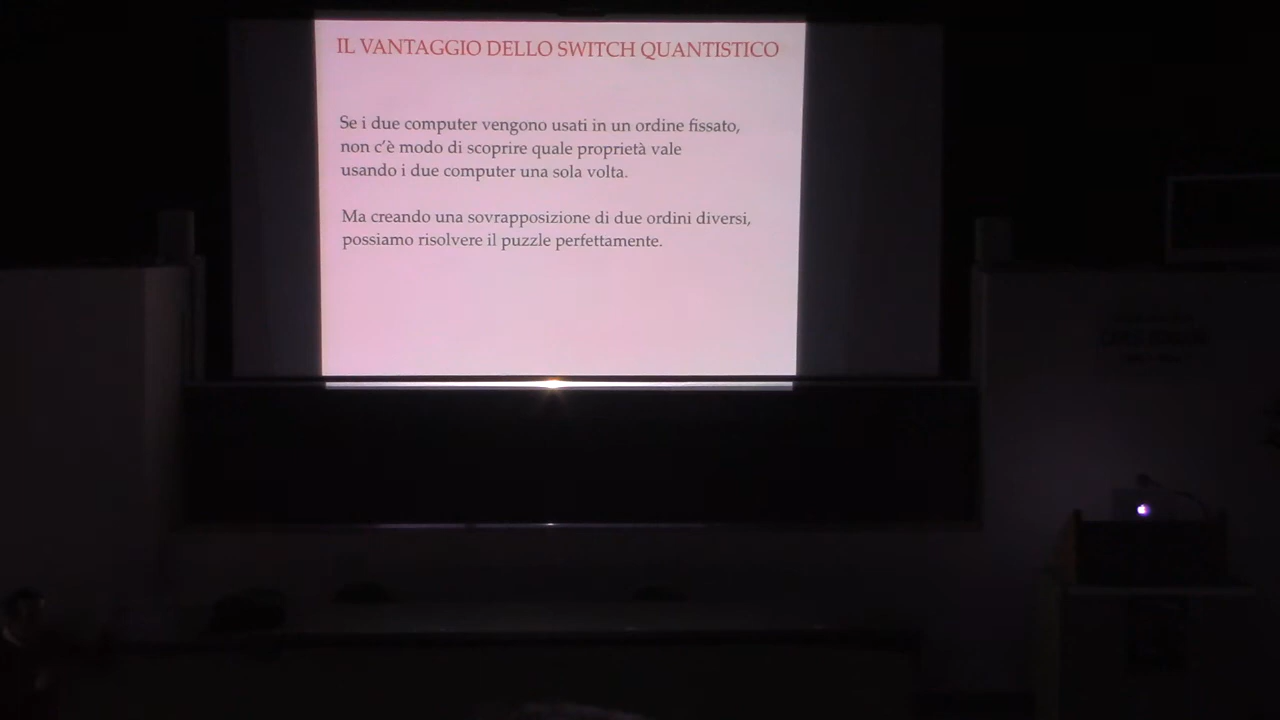 IL VANTAGGIO DELLO SWITCH QUANTISTICO
Se i due computer vengono usati in un ordine fissato,
non c'è modo di scoprire quale proprietà vale
usando i due computer una sola volta.
Ma creando una sovrapposizione di due ordini diversi,
possiamo risolvere il puzzle perfettamente.